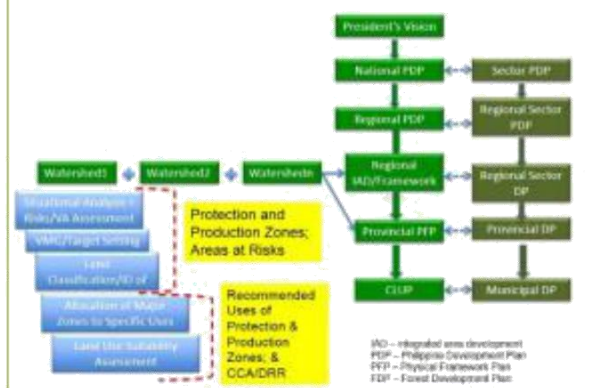 President's Vision
National PDP
Sector PDP
Regional PDP
Regional Sector
PDP
Watershed1
Watershed2
Watershedn
Regional
IAD/Framework
Regional Sector
DP
Situational Analysis +
Risks/VA Assessment
VMG/Target Setting
Land
Classification/ID of
Protection and
Production Zones;
Areas at Risks
Provincial PFP
Provincial DP
Allocation of Major
Zones to Specific Uses
Land Use Suitability
Assessment
Recommended
Uses of
Protection &
Production
Zones; &
CCA/DRR
CLUP
Municipal DP
IAD – Integrated area development
PDP – Philippine Development Plan
PFP – Physical Framework Plan
FDP – Forest Development Plan